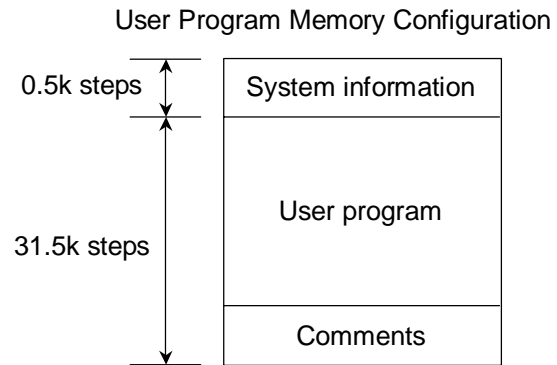 User Program Memory Configuration
0.5k steps
System information
User program
31.5k steps
Comments